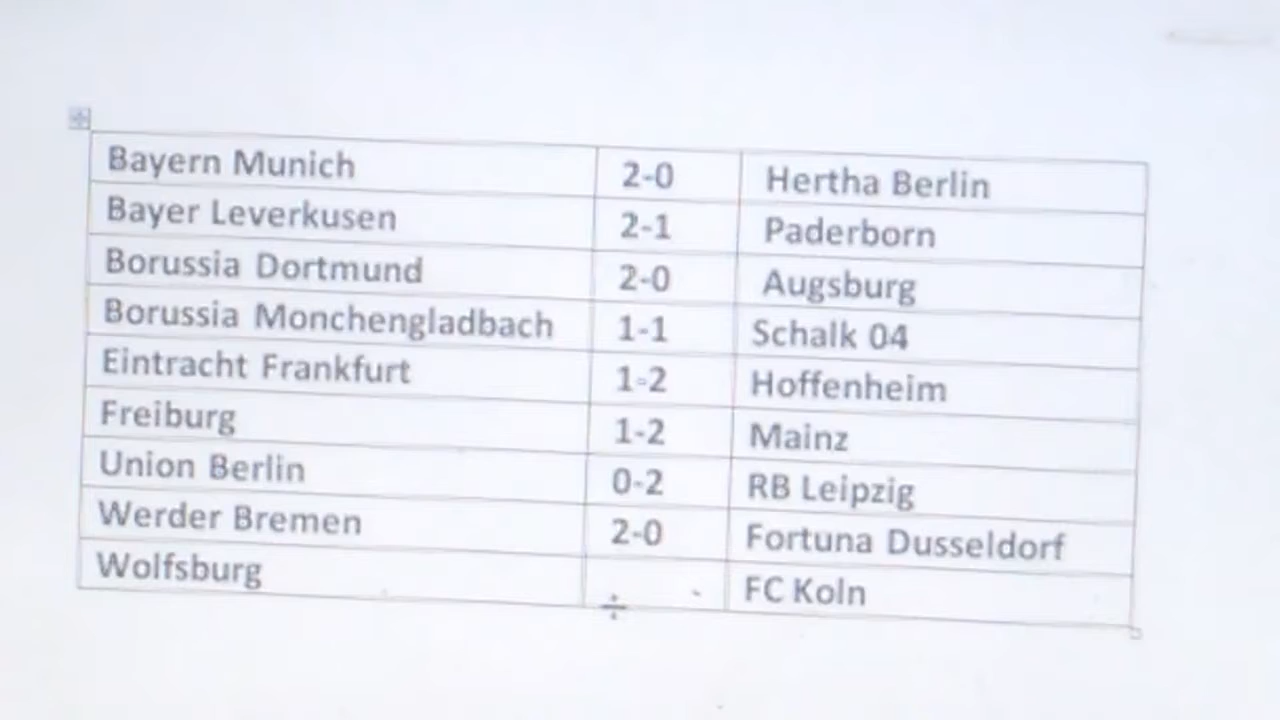 Bayern Munich 2-0 Hertha Berlin
Bayer Leverkusen 2-1 Paderborn
Borussia Dortmund 2-0 Augsburg
Borussia Monchengladbach 1-1 Schalk 04
Eintracht Frankfurt 1-2 Hoffenheim
Freiburg 1-2 Mainz
Union Berlin 0-2 RB Leipzig
Werder Bremen 2-0 Fortuna Dusseldorf
Wolfsburg FC Koln